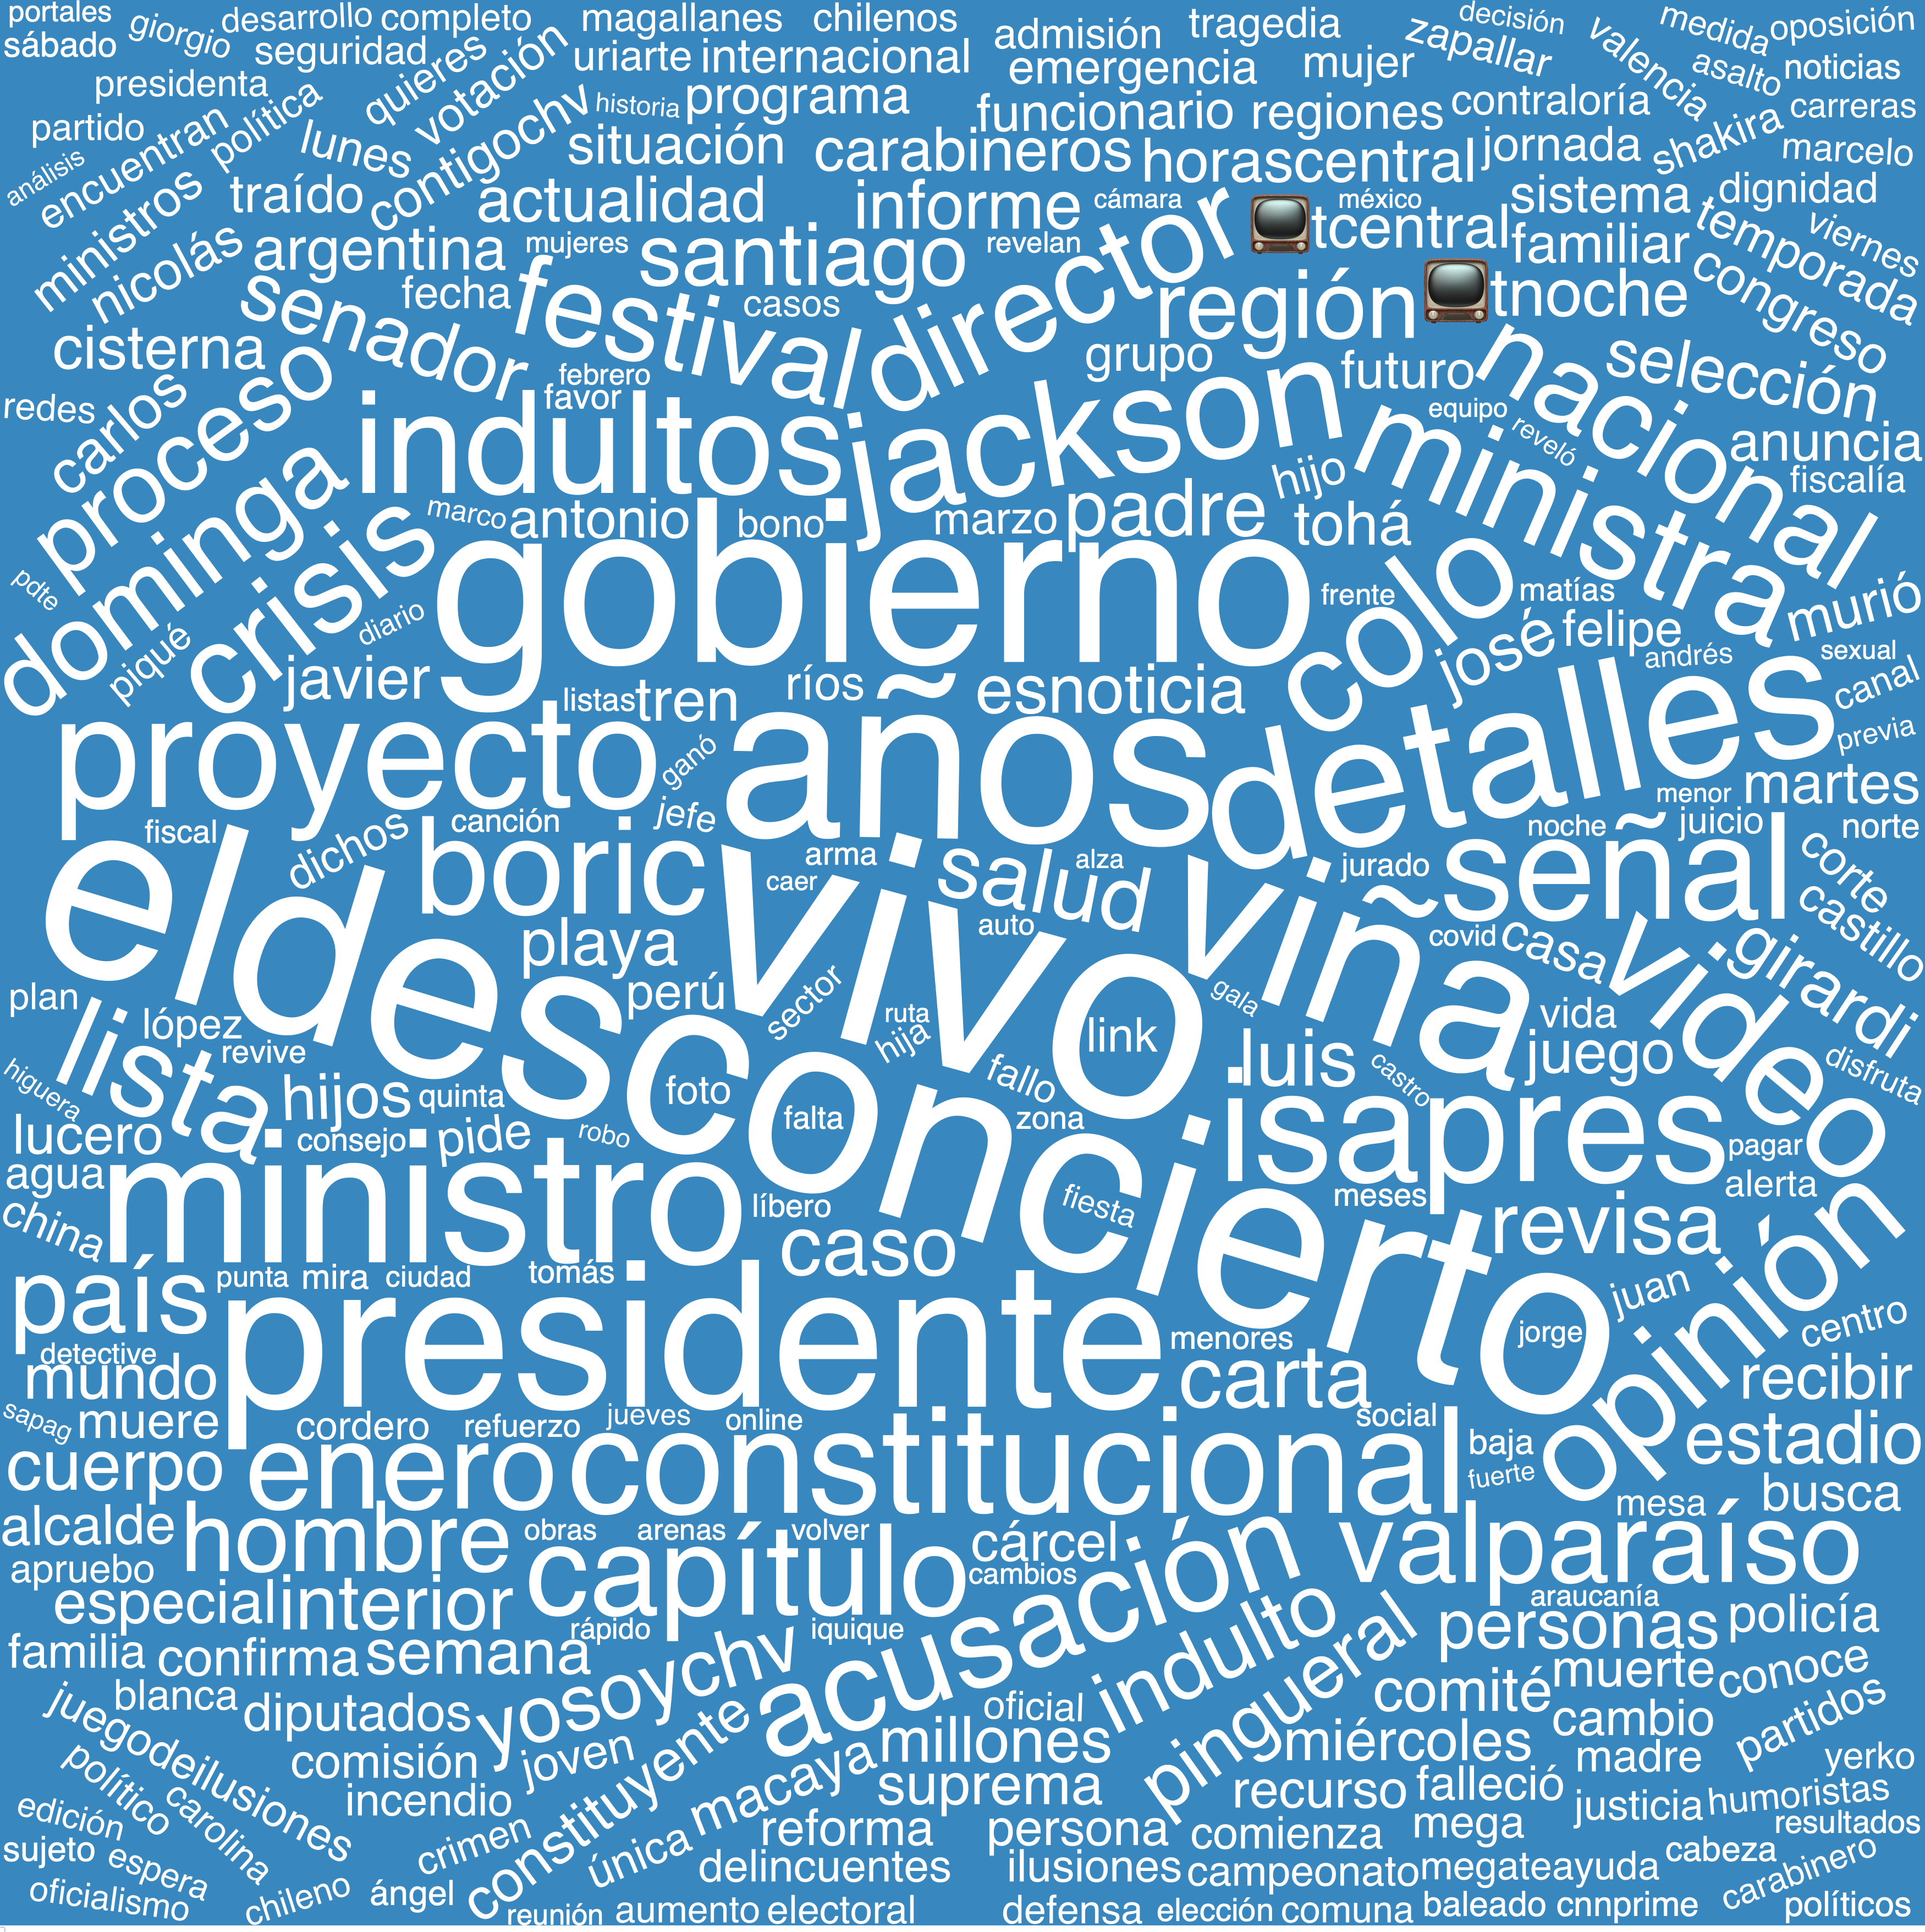 portales
giorgio
desarrollo
completo
magallanes
chilenos
admisión
tragedia
decisión
medida
oposición
sábado
seguridad
quieres
votación
uriarte
internacional
emergencia
mujer
zapallar
valencia
asalto
noticias
presidenta
política
contigochv
historia
programa
funcionario
regiones
contraloría
shakira
carreras
partido
encuentran
lunes
situación
carabineros
horascentral
jornada
marcelo
análisis
ministros
traído
actualidad
informe
cámara
director
📺tcentral
méxico
sistema
dignidad
nicolás
argentina
mujeres
santiago
revelan
familiar
temporada
viernes
senador
fecha
festival
casos
región
📺tnoche
congreso
cisterna
carlos
proceso
febrero
favor
grupo
futuro
nacional
selección
redes
indultos
jackson
equipo
reveló
ministra
anuncia
fiscalía
dominga
crisis
marco
antonio
bono
marzo
padre
hijo
tohá
pdte
piqué
diario
gobierno
frente
colo
matías
murió
javier
listas
tren
ríos
esnoticia
josé
felipe
andrés
sexual
canal
proyecto
ganó
años
detalles
previa
jefe
menor
martes
fiscal
dichos
canción
arma
noche
juicio
norte
eldesconcierto
boric
caer
vivo
salud
alza
viña
jurado
señal
corte
castillo
playa
auto
covid
casa
video
girardi
plan
lista
lópez
perú
sector
ruta
hija
link
gala
vida
revive
luis
juego
disfruta
higuera
hijos
quinta
foto
falta
fallo
zona
castro
isapres
lucero
consejo
pide
robo
pagar
agua
ministro
líbero
fiesta
meses
alerta
china
caso
revisa
opinión
país
punta
mira
ciudad
tomás
juan
detective
presidente
menores
jorge
centro
mundo
carta
recibir
sapag
muere
cordero
refuerzo
jueves
online
social
cuerpo
enero
constitucional
baja
fuerte
estadio
mesa
busca
alcalde
hombre
obras
arenas
volver
cárcel
valparaíso
apruebo
capítulo
cambios
especial
interior
acusación
araucanía
rápido
iquique
indulto
personas
policía
familia
confirma
semana
yosoychv
pingueral
muerte
conoce
blanca
diputados
constituyente
oficial
comité
cambio
partidos
juegodeilusiones
comisión
joven
millones
miércoles
madre
yerko
político
incendio
macaya
suprema
recurso
falleció
justicia
humoristas
edición
carolina
crimen
única
reforma
persona
comienza
mega
resultados
sujeto
espera
delincuentes
ilusiones
campeonato
megateayuda
cabeza
carabinero
oficialismo
chileno
ángel
reunión
aumento
electoral
defensa
elección
comuna
baleado
cnnprime
políticos